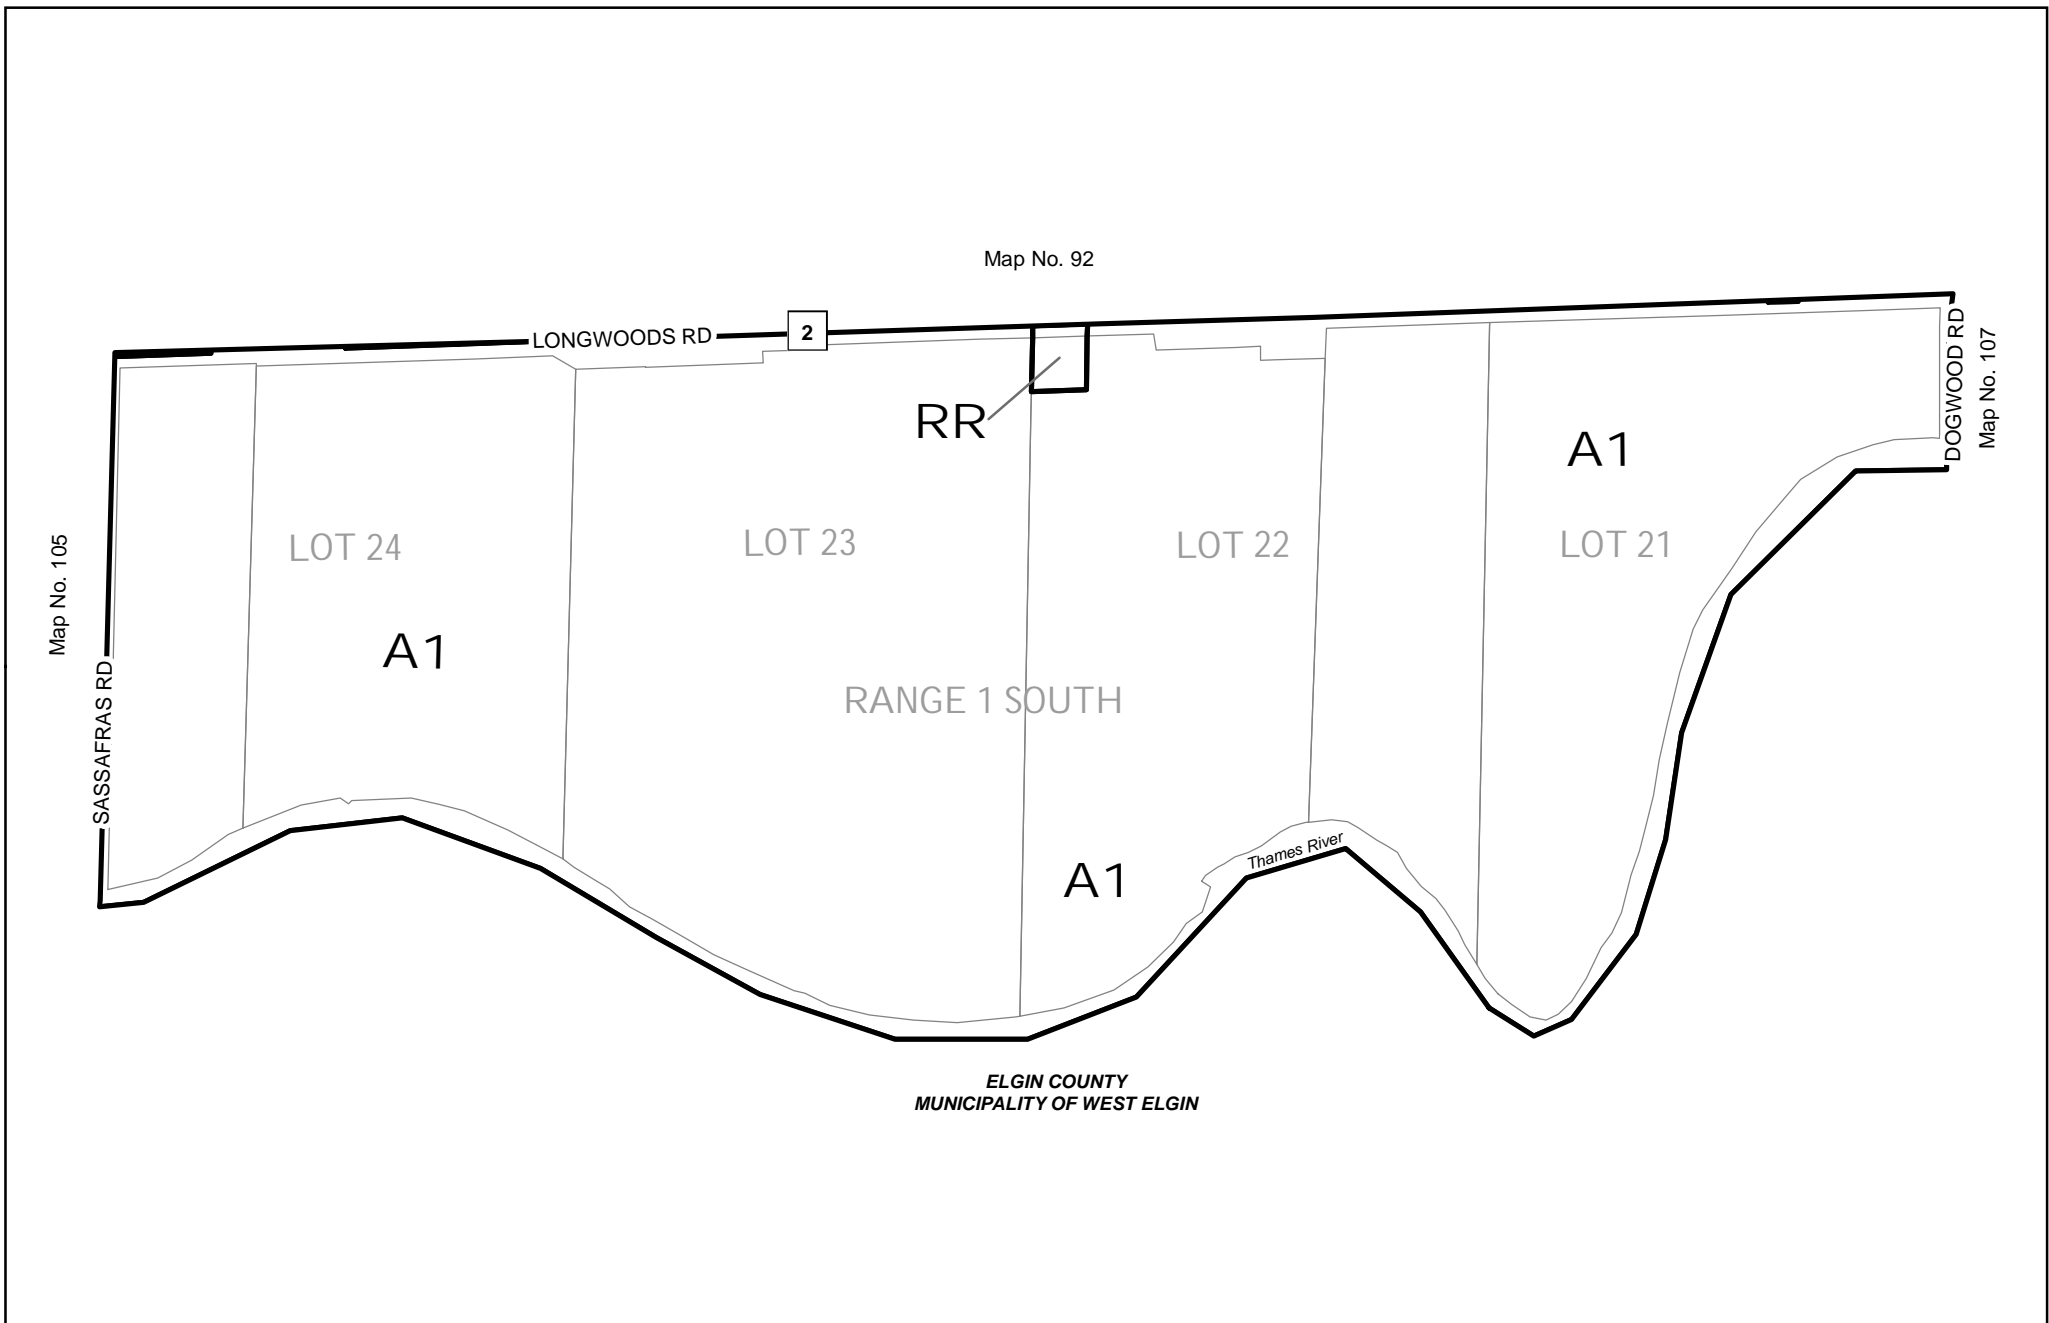 Map No. 92
LONGWOODS RD
2
DOGWOOD RD
Map No. 107
RR
A1
LOT 24
LOT 23
LOT 22
LOT 21
Map No. 105
A1
SASSAFRAS RD
RANGE 1 SOUTH
Thames River
A1
ELGIN COUNTY
MUNICIPALITY OF WEST ELGIN